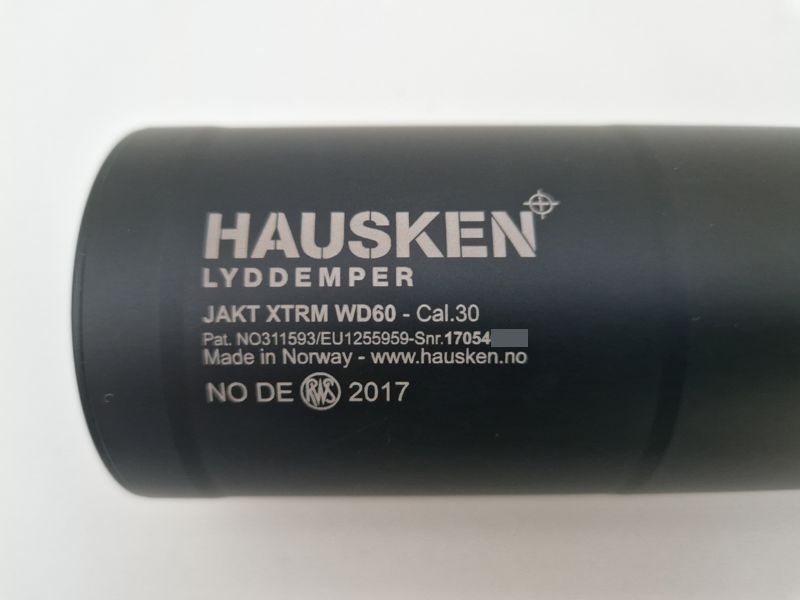 HAUSKEN
LYDDEMPER
JAKT XTRM WD60 - Cal.30
Pat. NO311593/EU1255959-Snr.17054
Made in Norway - www.hausken.no
NO DE RWS 2017